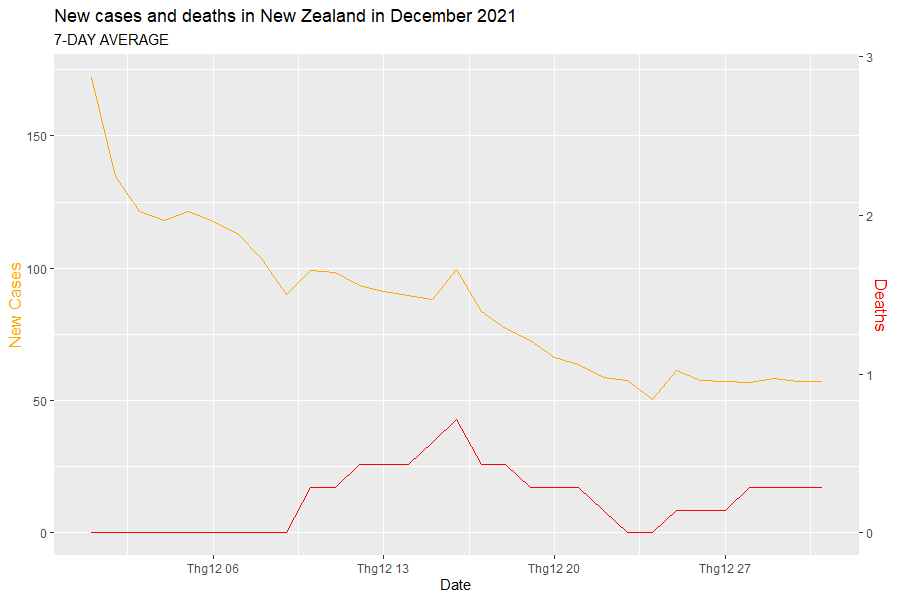 New cases and deaths in New Zealand in December 2021
7-DAY AVERAGE
3
150
2
100
New Cases
Deaths
1
50
0
0
Thg12 06
Thg12 13
Thg12 20
Thg12 27
Date